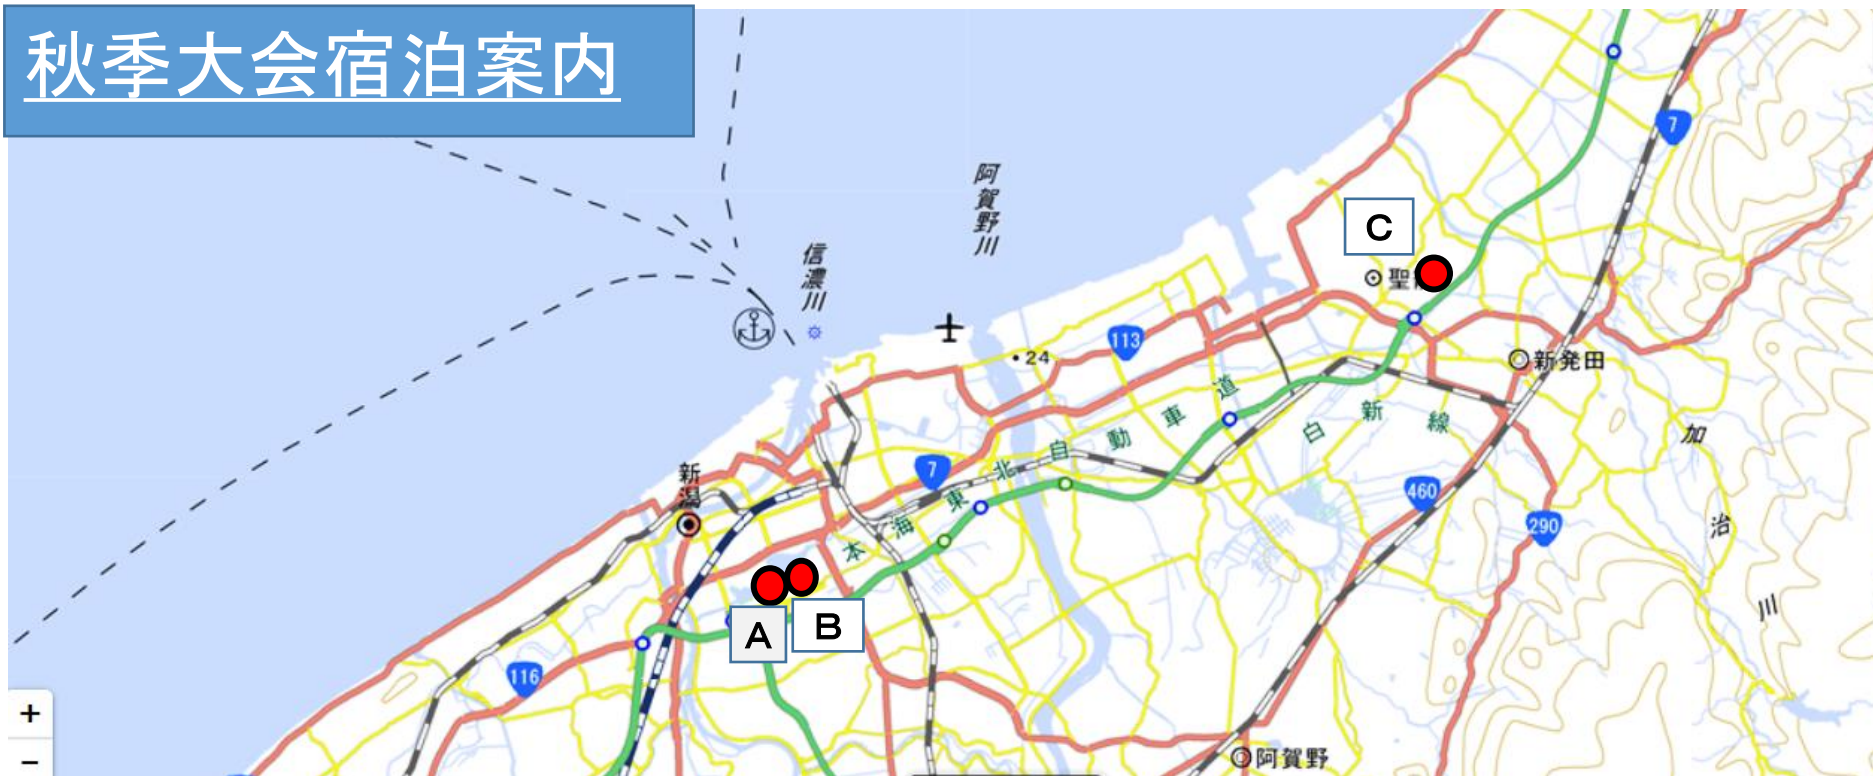 秋季大会宿泊案内
7
阿賀野川
C
信濃川
聖
113
24
新発田
道
車
動
自
北
東
海
本
白新線
加治川
7
新潟
460
290
A
B
116
+
−
阿賀野